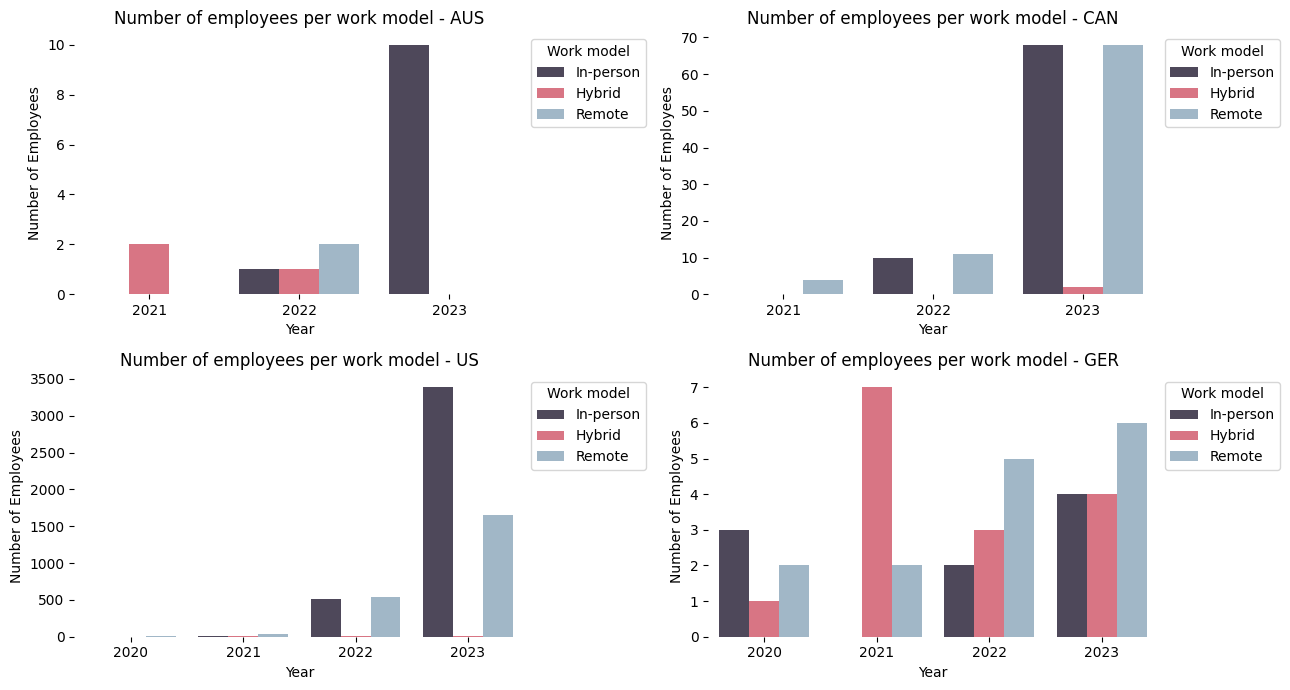 Number of employees per work model - AUS
Number of Employees
10
8
6
4
2
0
2021
2022
2023
Year
Work model
In-person
Hybrid
Remote
Number of employees per work model - CAN
Number of Employees
70
60
50
40
30
20
10
0
2021
2022
2023
Year
Work model
In-person
Hybrid
Remote
Number of employees per work model - US
Number of Employees
3500
3000
2500
2000
1500
1000
500
0
2020
2021
2022
2023
Year
Work model
In-person
Hybrid
Remote
Number of employees per work model - GER
Number of Employees
7
6
5
4
3
2
1
0
2020
2021
2022
2023
Year
Work model
In-person
Hybrid
Remote